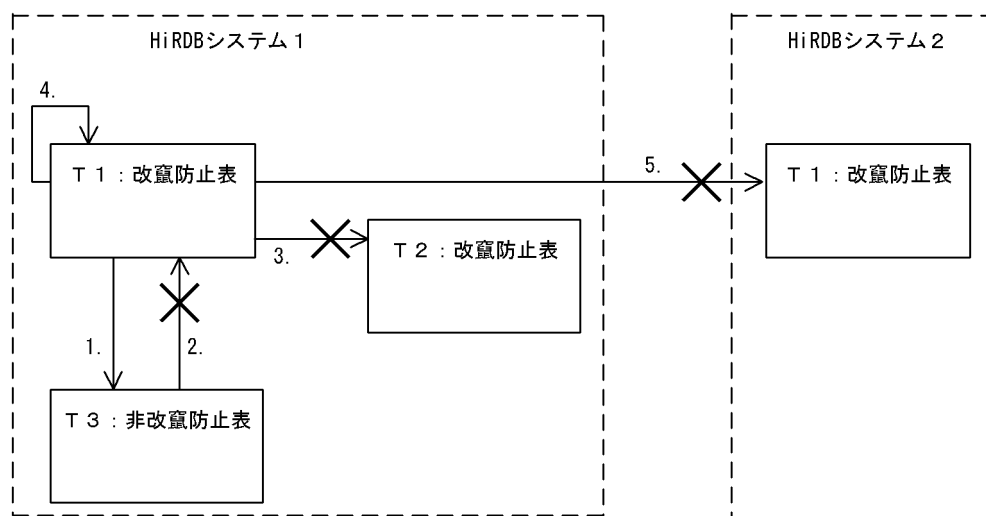 HiRDBシステム1
HiRDBシステム2
4.
T1:改竄防止表
5.
T1:改竄防止表
3.
T2:改竄防止表
1.
2.
T3:非改竄防止表